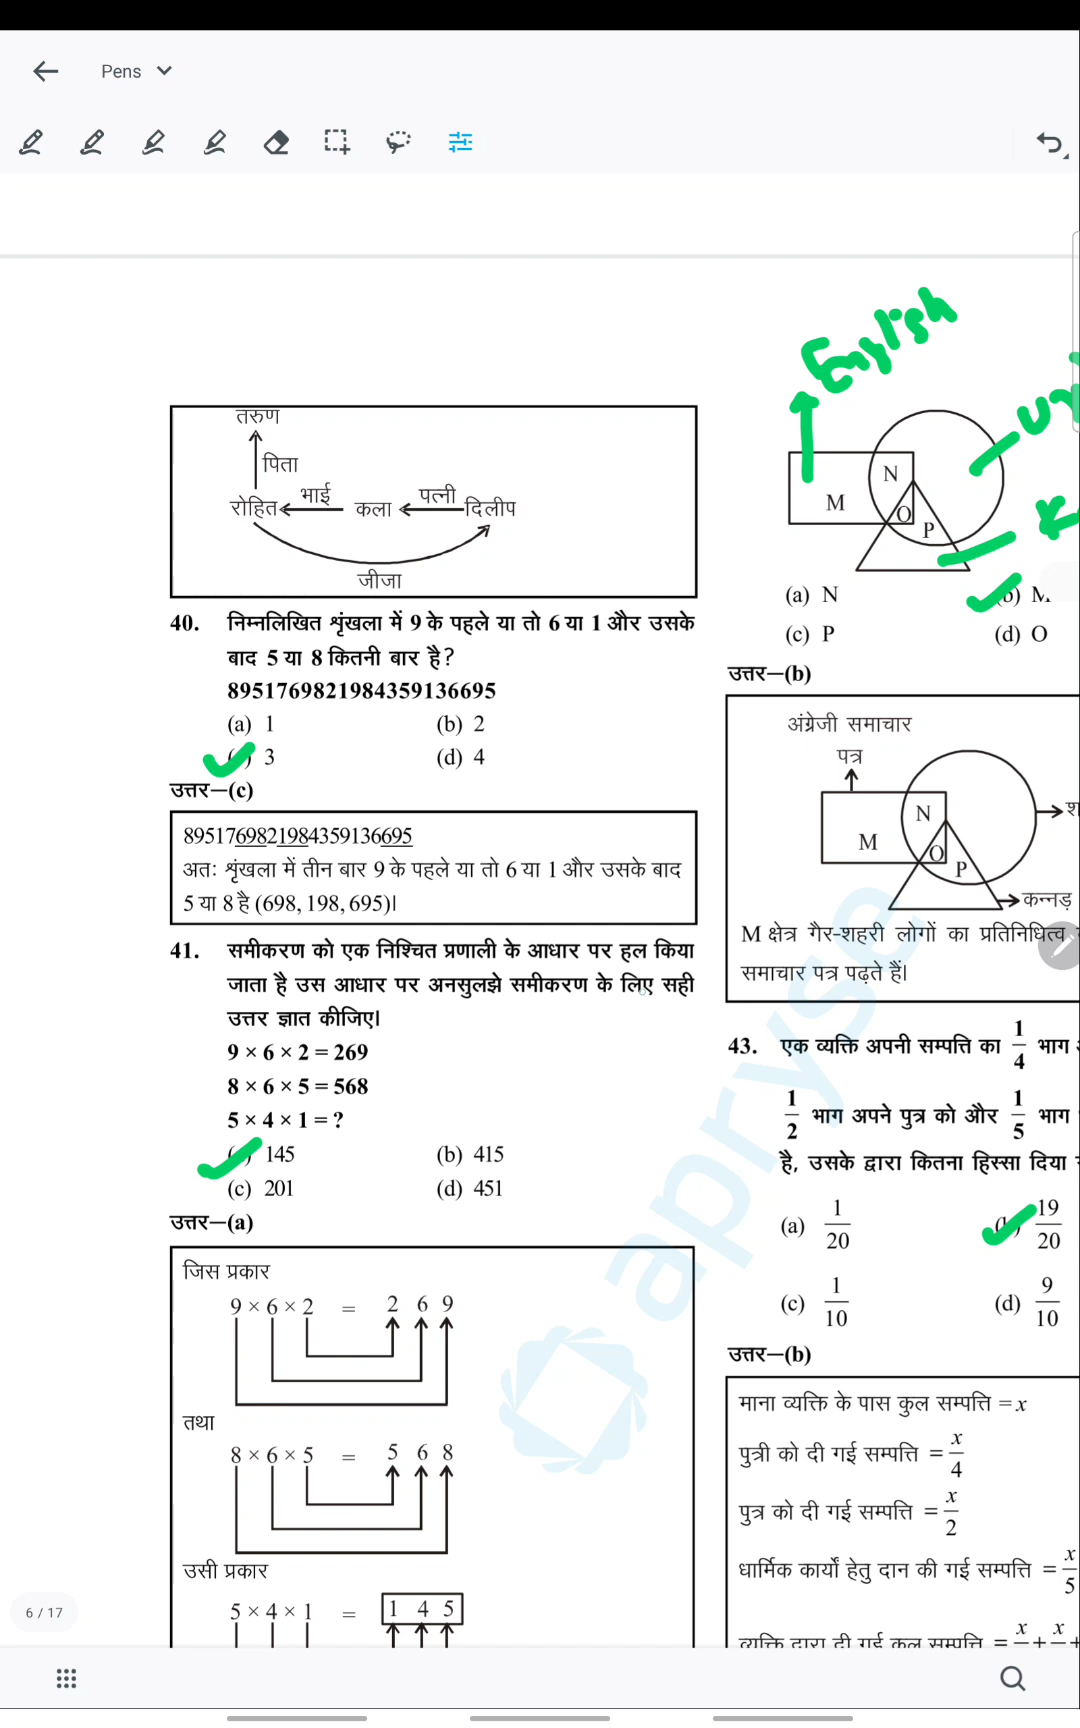 Pens
English
तरुण
पिता
रोहित भाई कला पत्नी दिलीप
जीजा
40. निम्नलिखित शृंखला में 9 के पहले या तो 6 या 1 और उसके
बाद 5 या 8 कितनी बार है?
8951769821984359136695
(a) 1 (b) 2
3 (d) 4
उत्तर—(c)
8951769821984359136695
अतः शृंखला में तीन बार 9 के पहले या तो 6 या 1 और उसके बाद
5 या 8 है (698, 198, 695)।
41. समीकरण को एक निश्चित प्रणाली के आधार पर हल किया
जाता है उस आधार पर अनसुलझे समीकरण के लिए सही
उत्तर ज्ञात कीजिए।
9 × 6 × 2 = 269
8 × 6 × 5 = 568
5 × 4 × 1 = ?
145 (b) 415
(c) 201 (d) 451
उत्तर—(a)
जिस प्रकार
9 × 6 × 2 = 2 6 9
तथा
8 × 6 × 5 = 5 6 8
उसी प्रकार
5 × 4 × 1 = 1 4 5
N
M
O
P
(a) N (b) M
(c) P (d) O
उत्तर—(b)
अंग्रेजी समाचार
पत्र
N
M
O
P
कन्नड़
M क्षेत्र गैर-शहरी लोगों का प्रतिनिधित्व
समाचार पत्र पढ़ते हैं।
43. एक व्यक्ति अपनी सम्पत्ति का 1/4 भाग
1/2 भाग अपने पुत्र को और 1/5 भाग
है, उसके द्वारा कितना हिस्सा दिया
(a) 1/20 19/20
(c) 1/10 (d) 9/10
उत्तर—(b)
माना व्यक्ति के पास कुल सम्पत्ति = x
पुत्री को दी गई सम्पत्ति = x/4
पुत्र को दी गई सम्पत्ति = x/2
धार्मिक कार्यों हेतु दान की गई सम्पत्ति = x/5
apryse
6 / 17